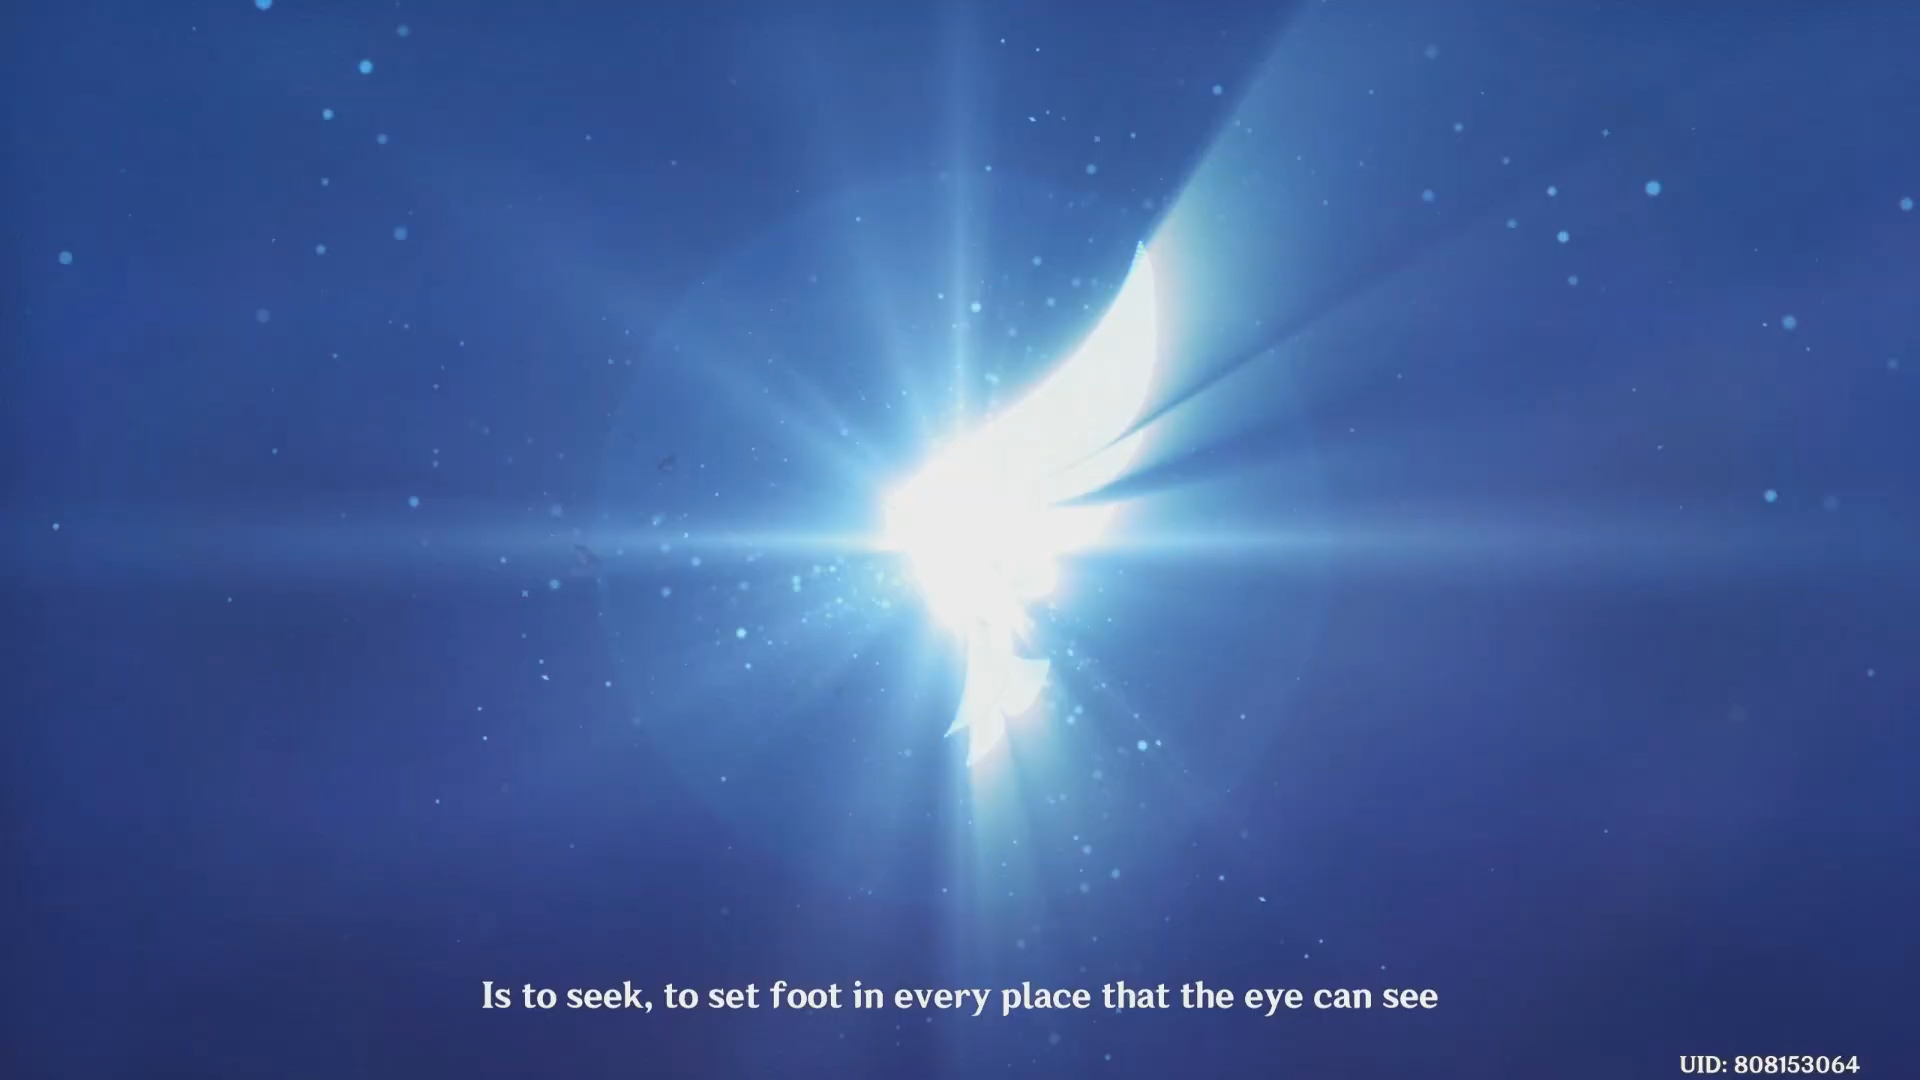 Is to seek, to set foot in every place that the eye can see
UID: 808153064